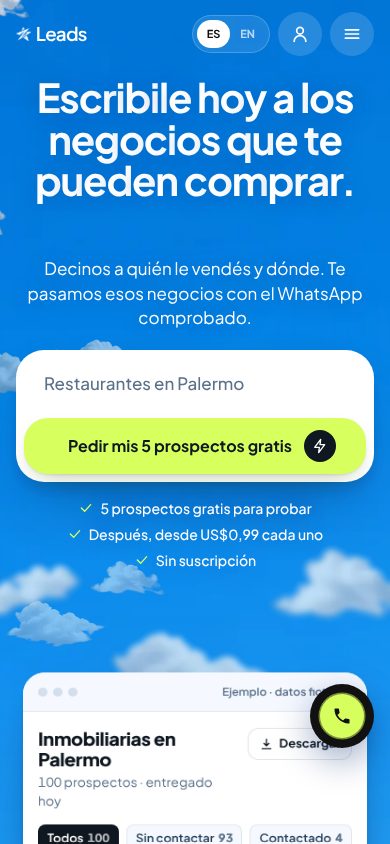 Leads
ES EN
Escribile hoy a los
negocios que te
pueden comprar.
Decinos a quién le vendés y dónde. Te
pasamos esos negocios con el WhatsApp
comprobado.
Restaurantes en Palermo
Pedir mis 5 prospectos gratis
5 prospectos gratis para probar
Después, desde US$0,99 cada uno
Sin suscripción
Ejemplo · datos
Inmobiliarias en
Palermo
100 prospectos · entregado
hoy
Todos 100
Sin contactar 93
Contactado 4